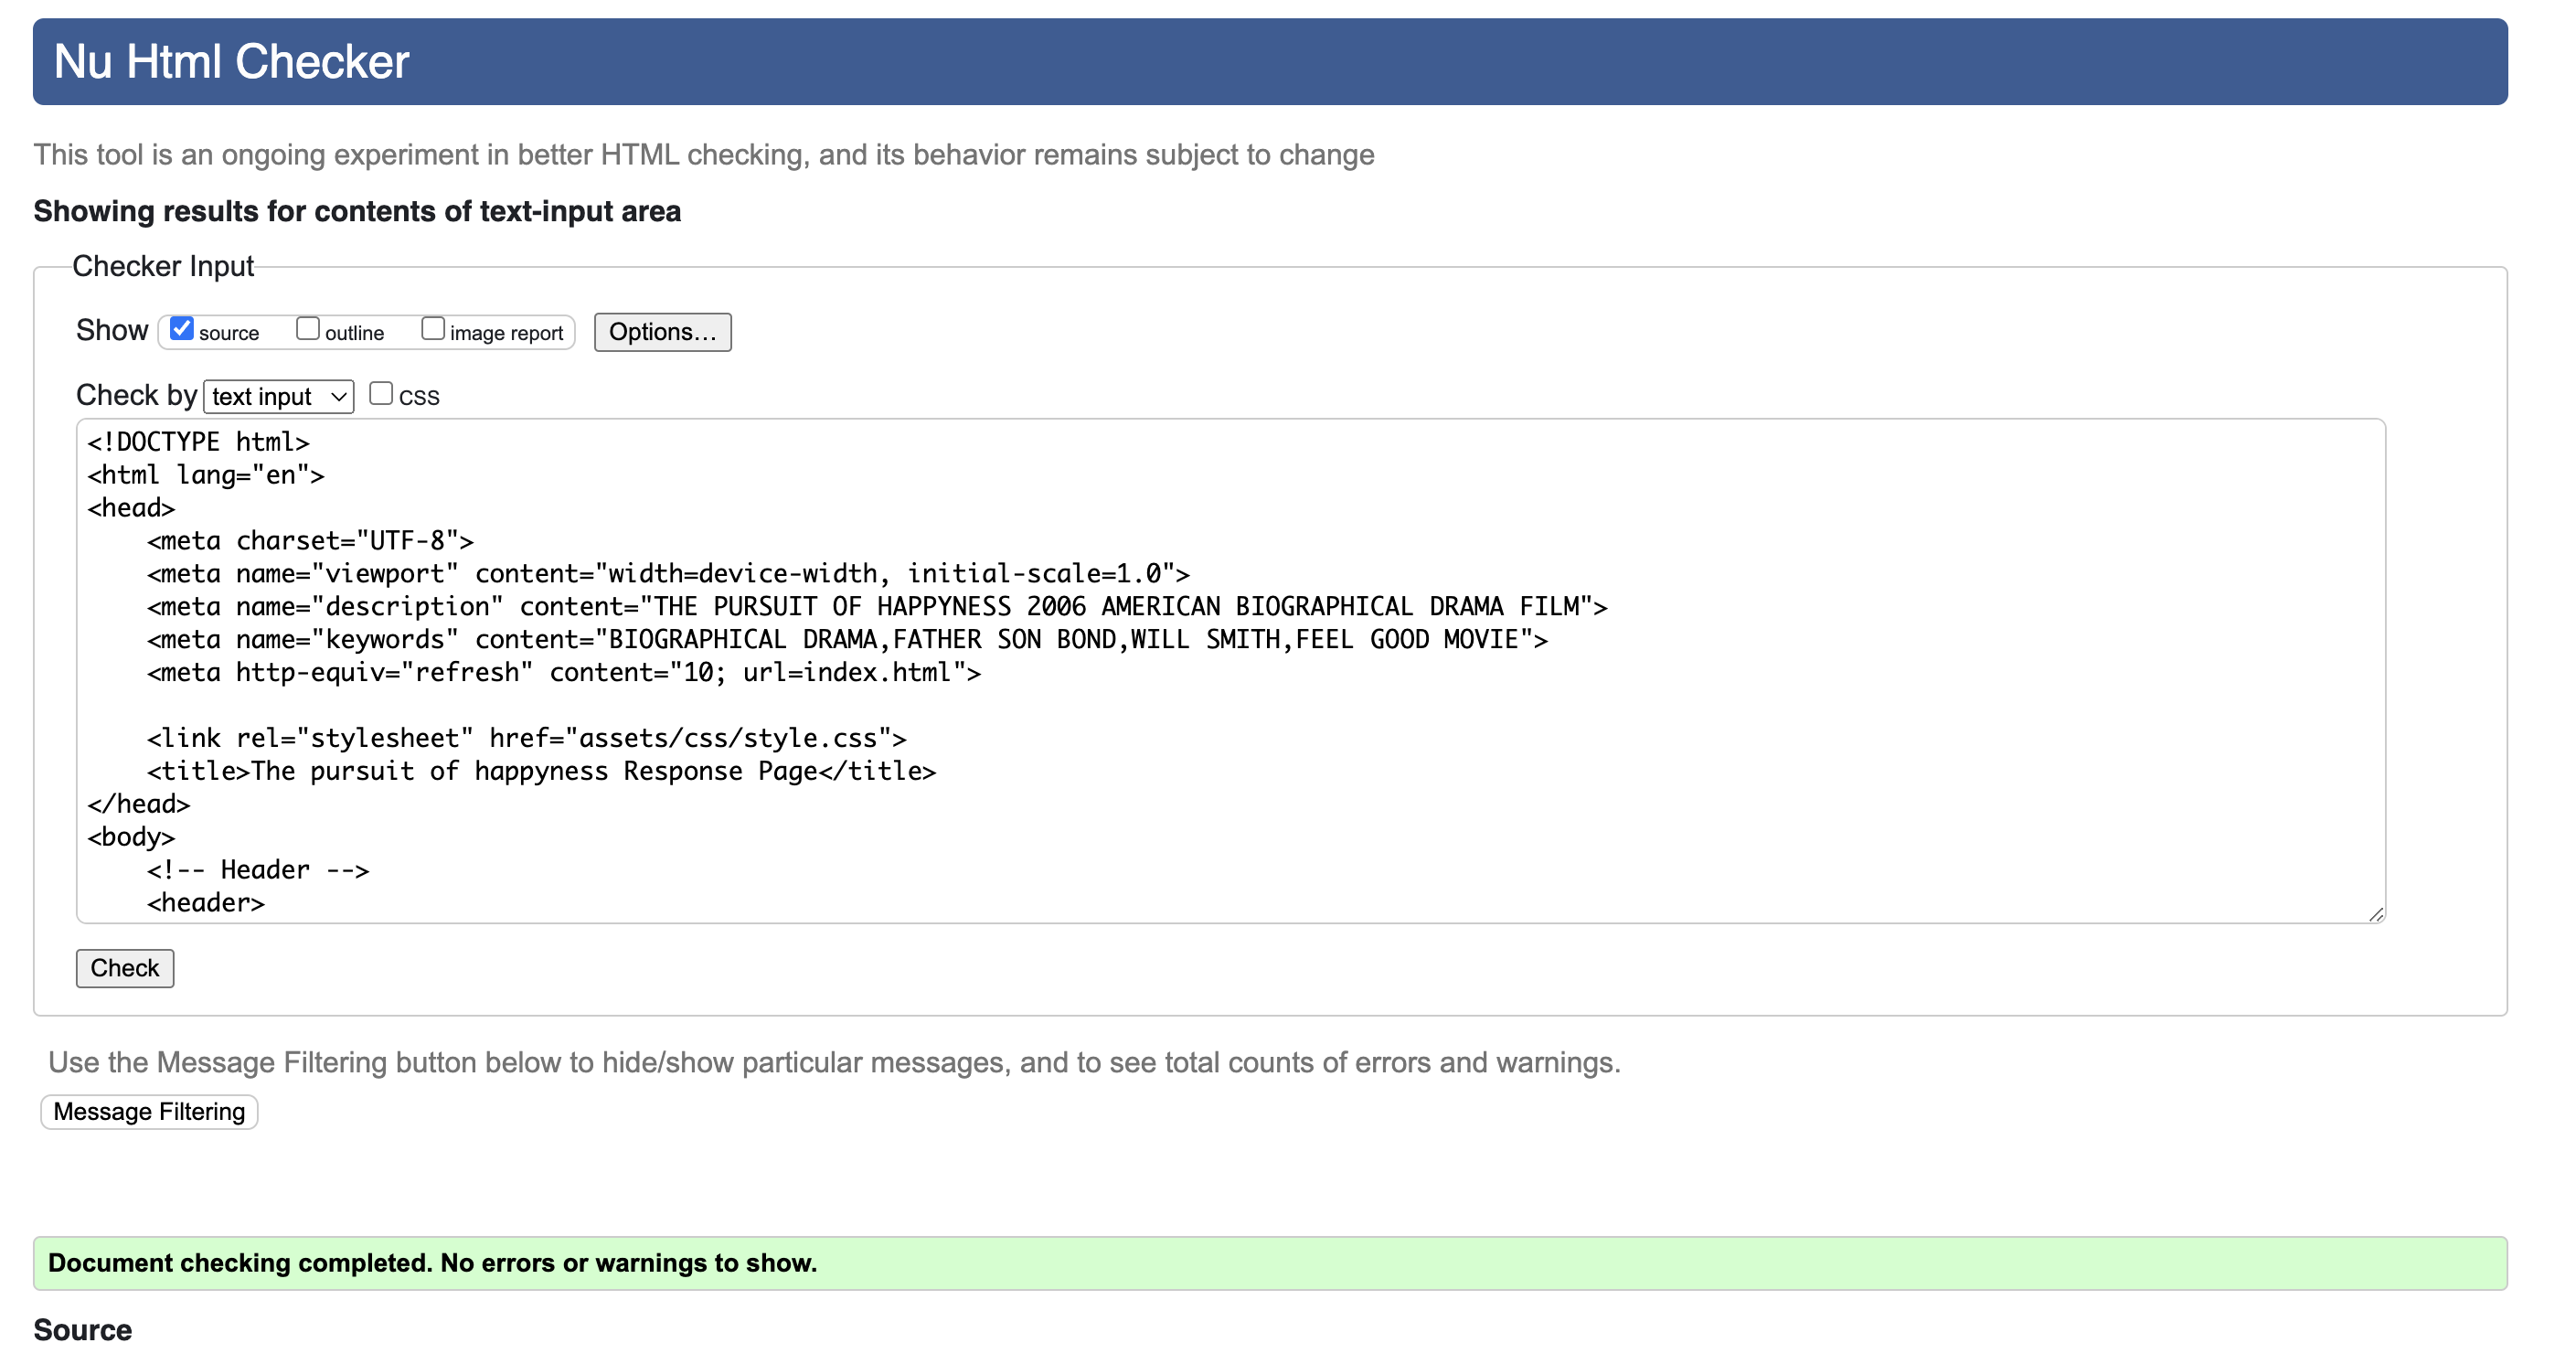 Nu Html Checker
This tool is an ongoing experiment in better HTML checking, and its behavior remains subject to change
Showing results for contents of text-input area
Checker Input
Show source outline image report Options...
Check by text input CSS
<!DOCTYPE html>
<html lang="en">
<head>
    <meta charset="UTF-8">
    <meta name="viewport" content="width=device-width, initial-scale=1.0">
    <meta name="description" content="THE PURSUIT OF HAPPYNESS 2006 AMERICAN BIOGRAPHICAL DRAMA FILM">
    <meta name="keywords" content="BIOGRAPHICAL DRAMA,FATHER SON BOND,WILL SMITH,FEEL GOOD MOVIE">
    <meta http-equiv="refresh" content="10; url=index.html">
    <link rel="stylesheet" href="assets/css/style.css">
    <title>The pursuit of happyness Response Page</title>
</head>
<body>
    <!-- Header -->
    <header>
Check
Use the Message Filtering button below to hide/show particular messages, and to see total counts of errors and warnings.
Message Filtering
Document checking completed. No errors or warnings to show.
Source